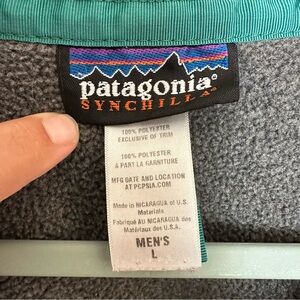 patagonia®
SYNCHILLA®
100% POLYESTER
EXCLUSIVE OF TRIM
100% POLYESTER
À PART LA GARNITURE
MFG DATE AND LOCATION
AT PCPSIA.COM
Made in NICARAGUA of U.S.
Materials
Fabriqué AU NICARAGUA des
Matériaux des U.S.A.
MEN'S
L